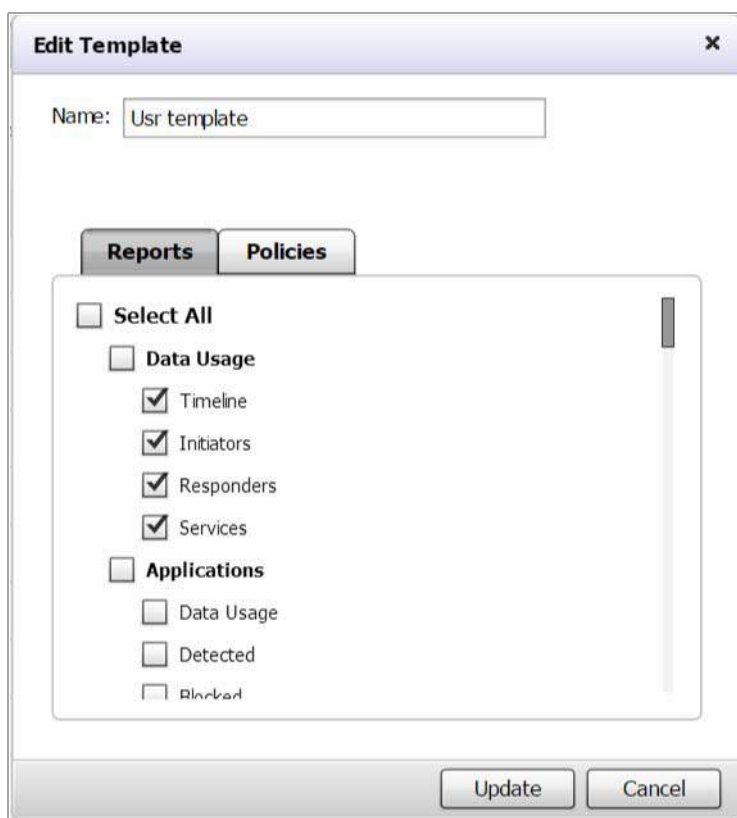 Edit Template
Name: Usr template
Reports Policies
Select All
Data Usage
Timeline
Initiators
Responders
Services
Applications
Data Usage
Detected
Blocked
Update Cancel